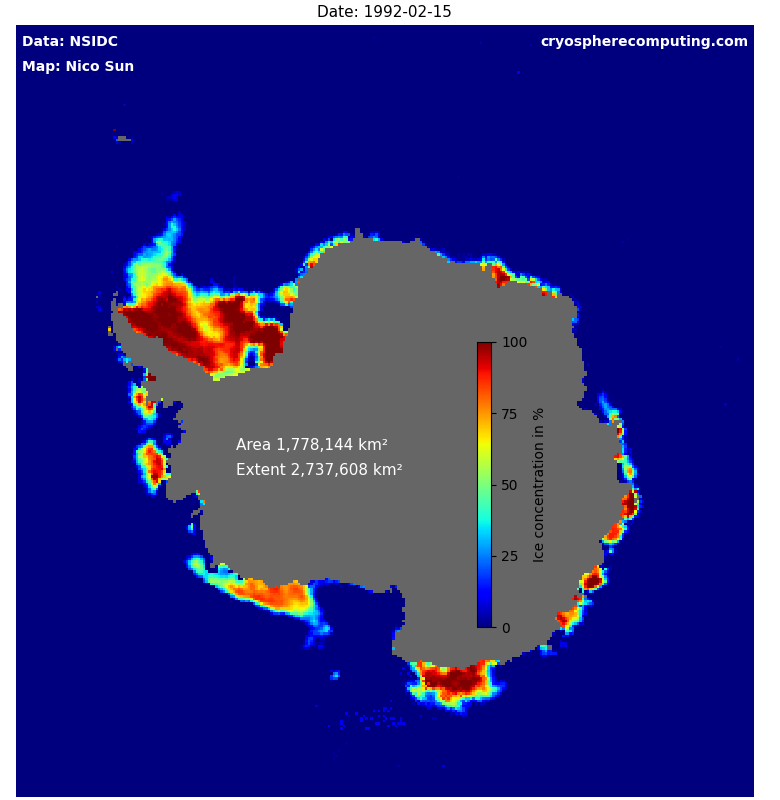 Date: 1992-02-15
Data: NSIDC
cryospherecomputing.com
Map: Nico Sun
Area 1,778,144 km²
Extent 2,737,608 km²
100
75
50
25
0
Ice concentration in %